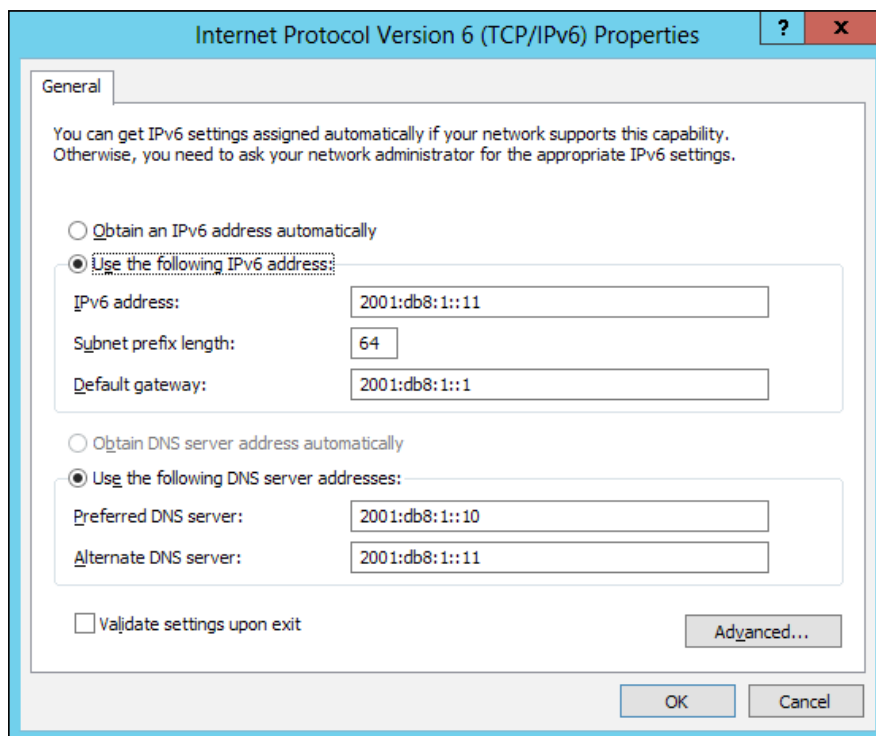 Internet Protocol Version 6 (TCP/IPv6) Properties
?
x
General
You can get IPv6 settings assigned automatically if your network supports this capability.
Otherwise, you need to ask your network administrator for the appropriate IPv6 settings.
Obtain an IPv6 address automatically
Use the following IPv6 address:
IPv6 address: 2001:db8:1::11
Subnet prefix length: 64
Default gateway: 2001:db8:1::1
Obtain DNS server address automatically
Use the following DNS server addresses:
Preferred DNS server: 2001:db8:1::10
Alternate DNS server: 2001:db8:1::11
Validate settings upon exit
Advanced...
OK Cancel